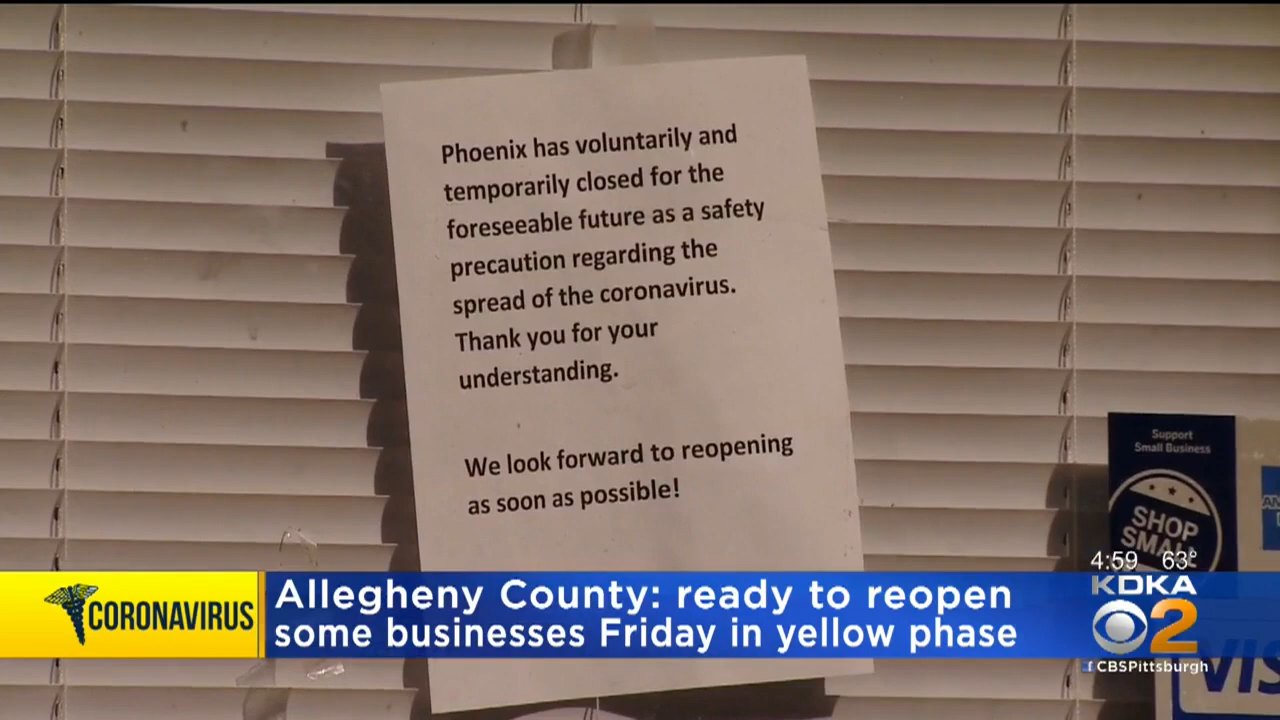 Phoenix has voluntarily and
temporarily closed for the
foreseeable future as a safety
precaution regarding the
spread of the coronavirus.
Thank you for your
understanding.
We look forward to reopening
as soon as possible!
Support
Small Business
SHOP
SMALL
4:59 63°
KDKA
2
CBSPittsburgh
CORONAVIRUS
Allegheny County: ready to reopen
some businesses Friday in yellow phase